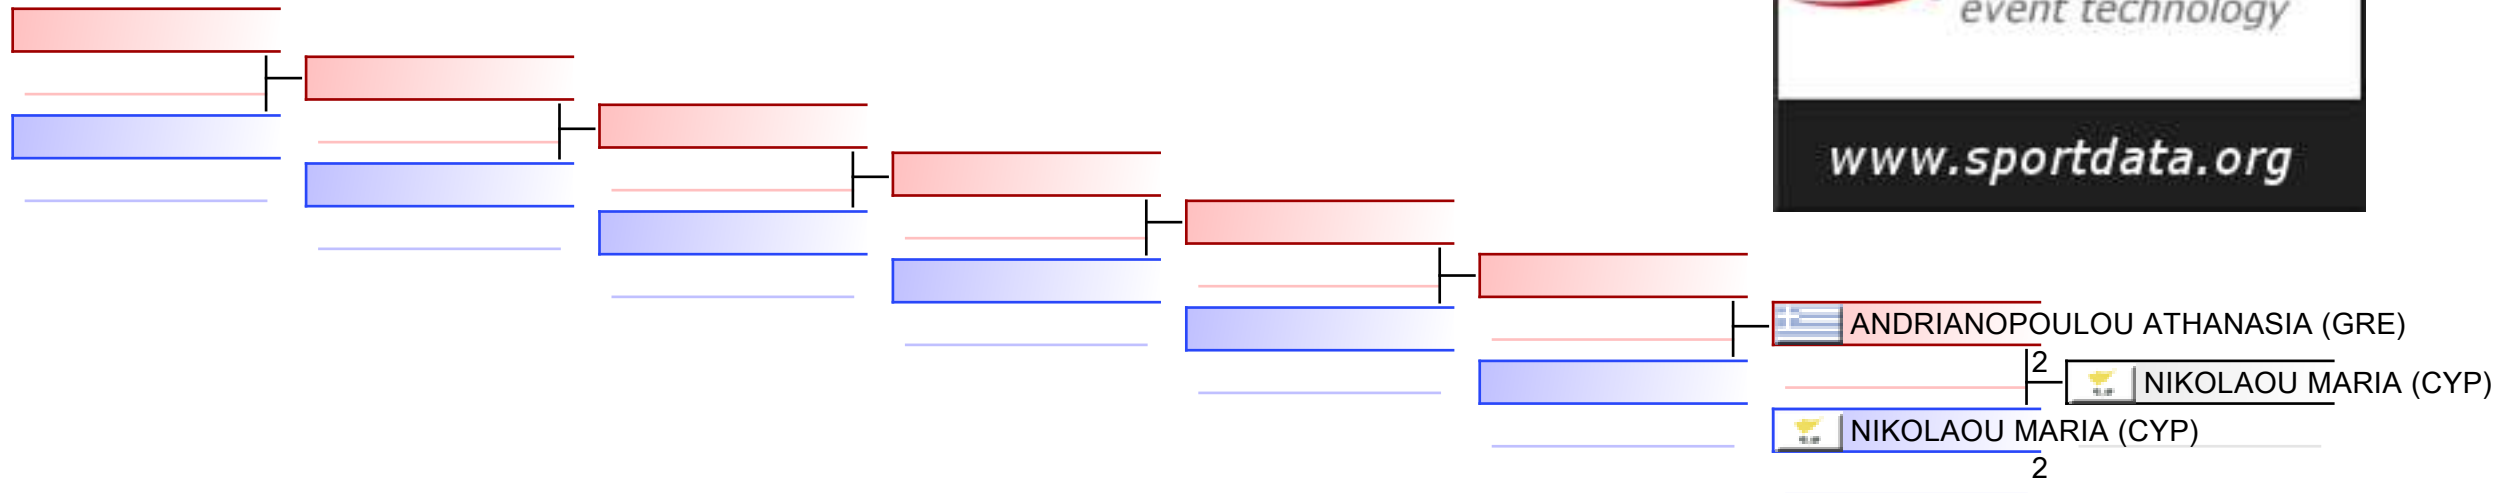 event technology
www.sportdata.org
ANDRIANOPOULOU ATHANASIA (GRE)
2
NIKOLAOU MARIA (CYP)
NIKOLAOU MARIA (CYP)
2